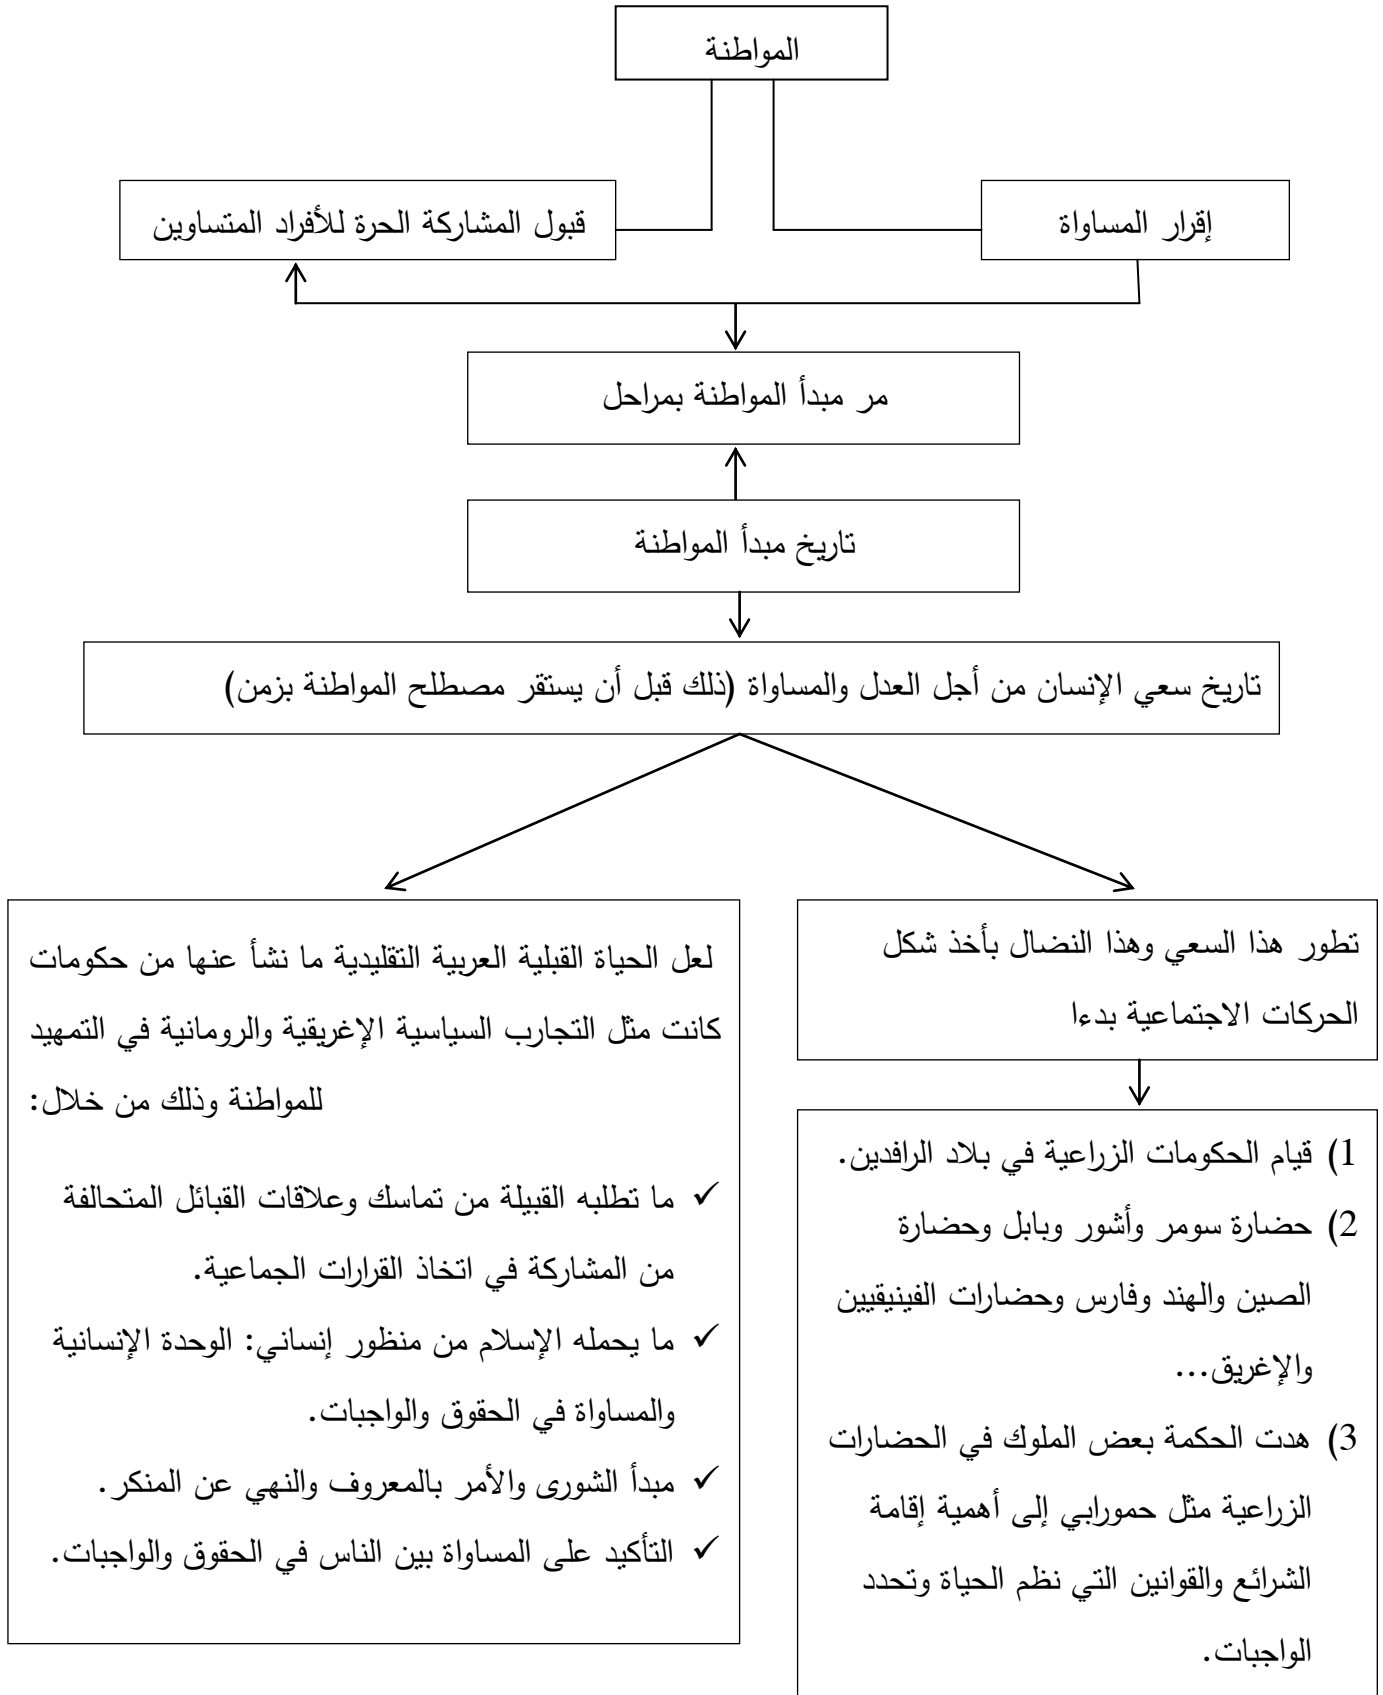 المواطنة
إقرار المساواة
قبول المشاركة الحرة للأفراد المتساوين
مر مبدأ المواطنة بمراحل
تاريخ مبدأ المواطنة
تاريخ سعي الإنسان من أجل العدل والمساواة (ذلك قبل أن يستقر مصطلح المواطنة بزمن)
تطور هذا السعي وهذا النضال بأخذ شكل
الحركات الاجتماعية بدءا
1) قيام الحكومات الزراعية في بلاد الرافدين.
2) حضارة سومر وأشور وبابل وحضارة
الصين والهند وفارس وحضارات الفينيقيين
والإغريق...
3) هدت الحكمة بعض الملوك في الحضارات
الزراعية مثل حمورابي إلى أهمية إقامة
الشرائع والقوانين التي نظم الحياة وتحدد
الواجبات.
لعل الحياة القبلية العربية التقليدية ما نشأ عنها من حكومات
كانت مثل التجارب السياسية الإغريقية والرومانية في التمهيد
للمواطنة وذلك من خلال:
✓ ما تطلبه القبيلة من تماسك وعلاقات القبائل المتحالفة
من المشاركة في اتخاذ القرارات الجماعية.
✓ ما يحمله الإسلام من منظور إنساني: الوحدة الإنسانية
والمساواة في الحقوق والواجبات.
✓ مبدأ الشورى والأمر بالمعروف والنهي عن المنكر.
✓ التأكيد على المساواة بين الناس في الحقوق والواجبات.